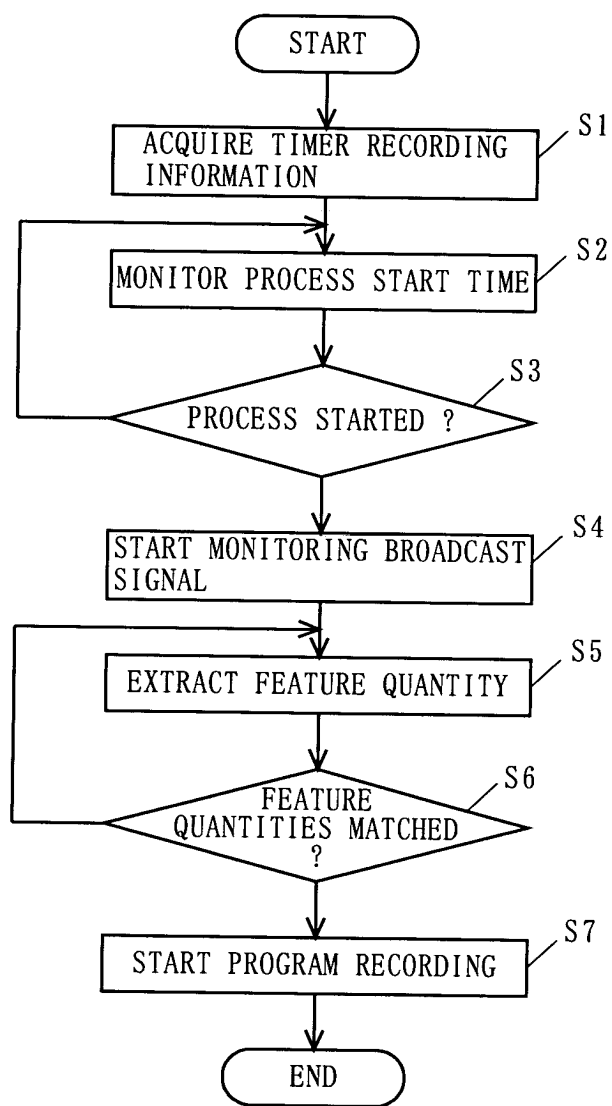 START
ACQUIRE TIMER RECORDING
INFORMATION
S1
MONITOR PROCESS START TIME
S2
PROCESS STARTED ?
S3
START MONITORING BROADCAST
SIGNAL
S4
EXTRACT FEATURE QUANTITY
S5
FEATURE
QUANTITIES MATCHED
?
S6
START PROGRAM RECORDING
S7
END